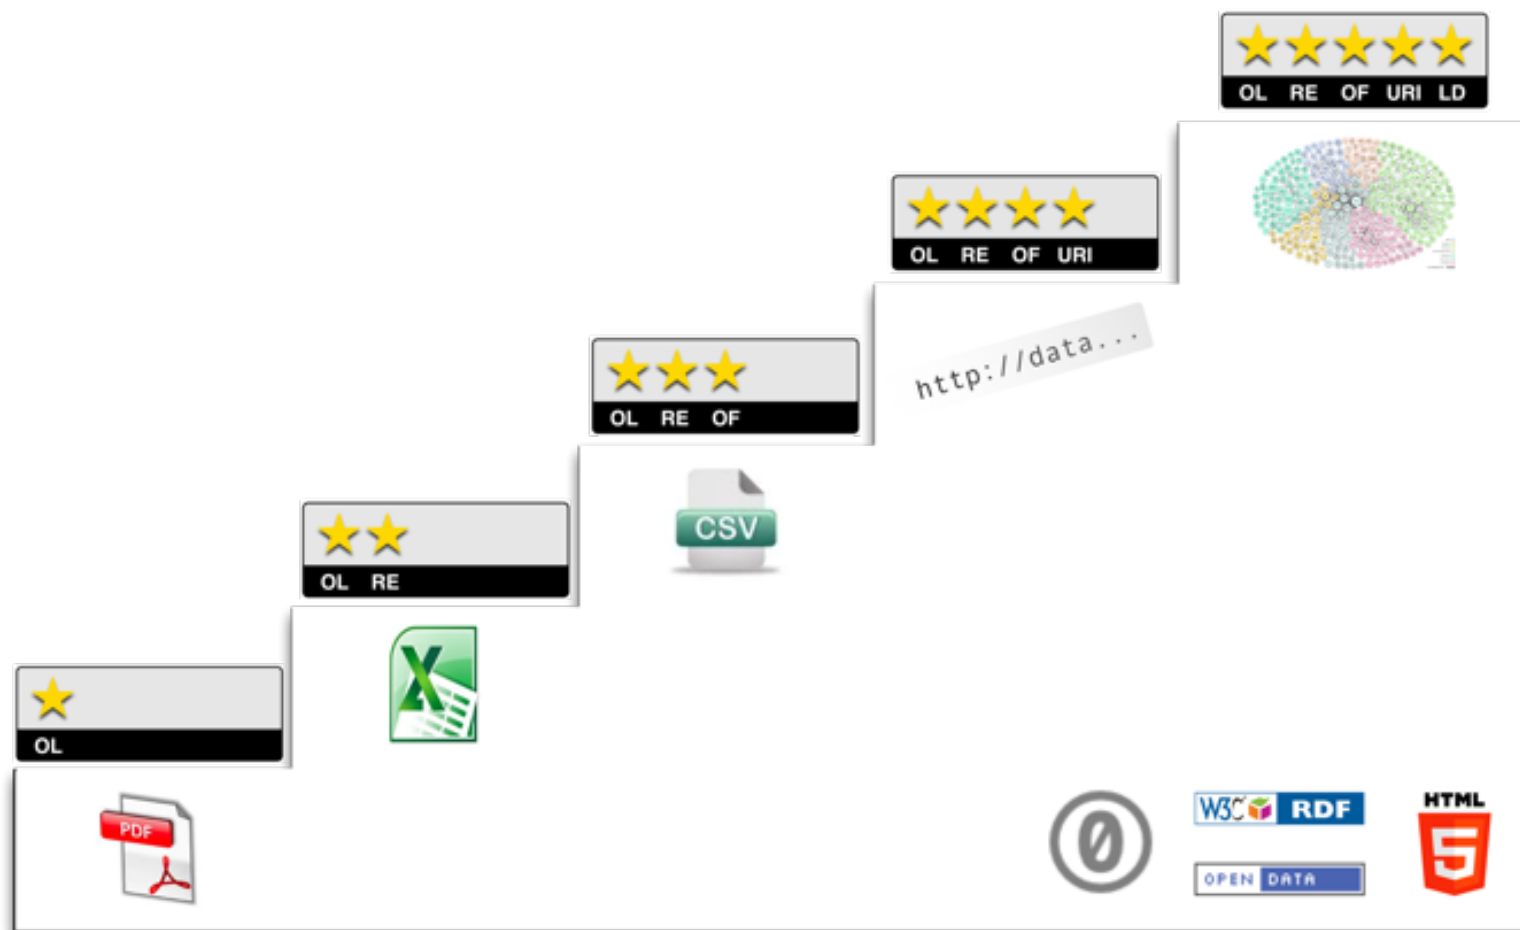 OL RE OF URI LD
OL RE OF URI
http://data...
OL RE OF
CSV
OL RE
OL
PDF
W3C RDF
HTML
OPEN DATA